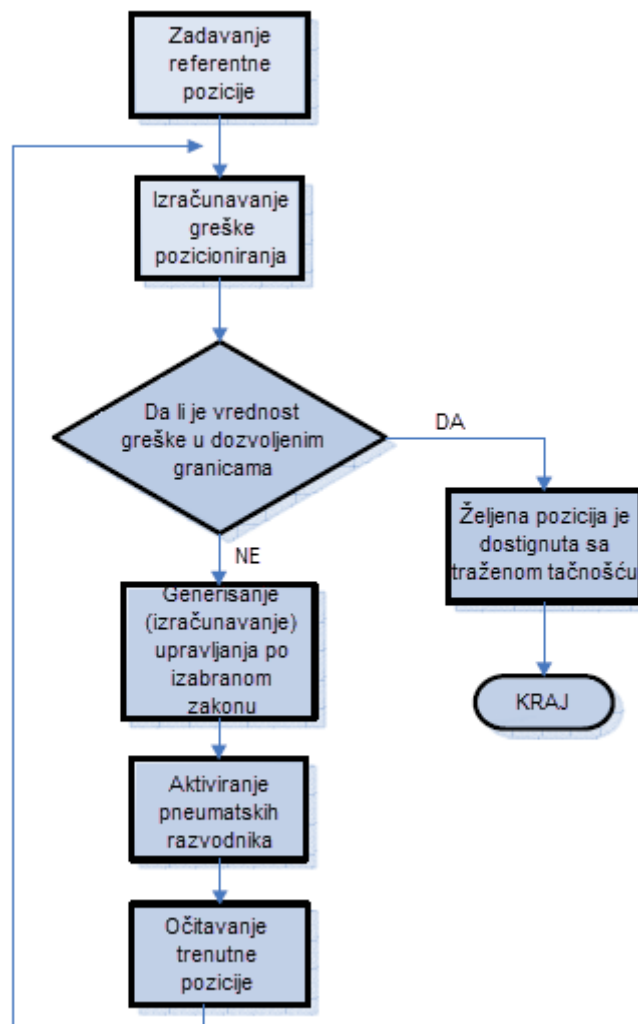 Zadavanje
referentne
pozicije
Izračunavanje
greške
pozicioniranja
Da li je vrednost
greške u dozvoljenim
granicama
DA
Željena pozicija je
dostignuta sa
traženom tačnošću
KRAJ
NE
Generisanje
(izračunavanje)
upravljanja po
izabranom
zakonu
Aktiviranje
pneumatskih
razvodnika
Očitavanje
trenutne
pozicije